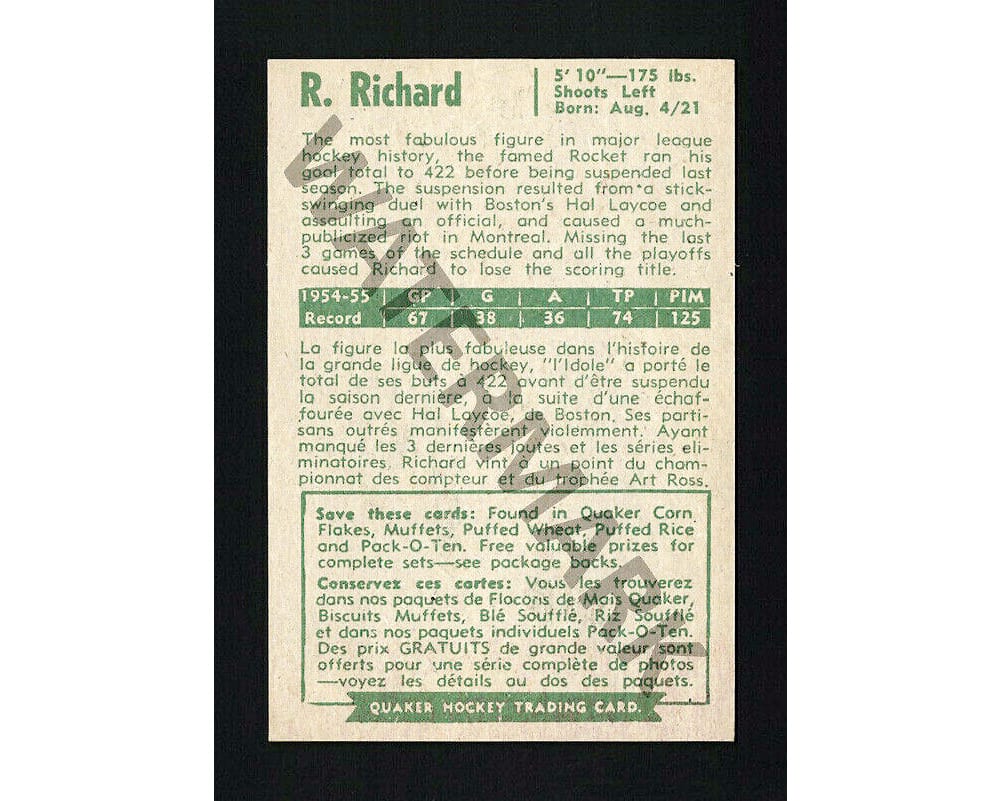 R. Richard
5' 10"—175 lbs.
Shoots Left
Born: Aug. 4/21
The most fabulous figure in major league
hockey history, the famed Rocket ran his
goal total to 422 before being suspended last
season. The suspension resulted from a stick-
swinging duel with Boston's Hal Laycoe and
assaulting an official, and caused a much-
publicized riot in Montreal. Missing the last
3 games of the schedule and all the playoffs
caused Richard to lose the scoring title.
1954-55 | GP | G | A | TP | PIM
Record | 67 | 38 | 36 | 74 | 125
La figure la plus fabuleuse dans l'histoire de
la grande ligue de hockey, "l'Idole" a porté le
total de ses buts à 422 avant d'être suspendu
la saison dernière, à la suite d'une échaf-
fourée avec Hal Laycoe, de Boston. Ses parti-
sans outrés manifestèrent violemment. Ayant
manqué les 3 dernières joutes et les séries eli-
minatoires, Richard vint à un point du cham-
pionnat des compteur et du trophée Art Ross.
Save these cards: Found in Quaker Corn
Flakes, Muffets, Puffed Wheat, Puffed Rice
and Pack-O-Ten. Free valuable prizes for
complete sets—see package backs.
Conservez ces cartes: Vous les trouverez
dans nos paquets de Flocons de Mais Quaker,
Biscuits Muffets, Blé Soufflé, Riz Soufflé
et dans nos paquets individuels Pack-O-Ten.
Des prix GRATUITS de grande valeur sont
offerts pour une série complète de photos
—voyez les détails au dos des paquets.
QUAKER HOCKEY TRADING CARD.
WATERMARK